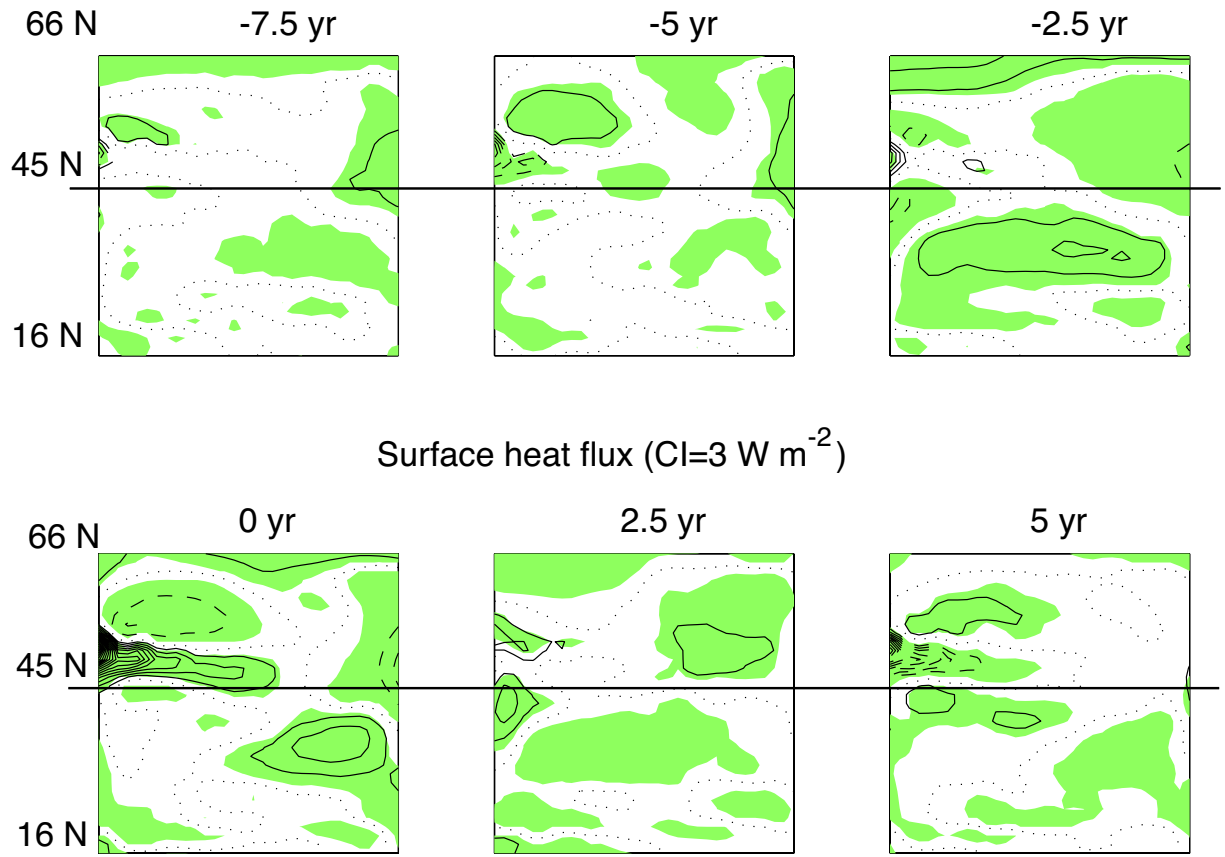 66 N -7.5 yr -5 yr -2.5 yr
45 N
16 N
Surface heat flux (CI=3 W m-2)
0 yr 2.5 yr 5 yr
66 N
45 N
16 N